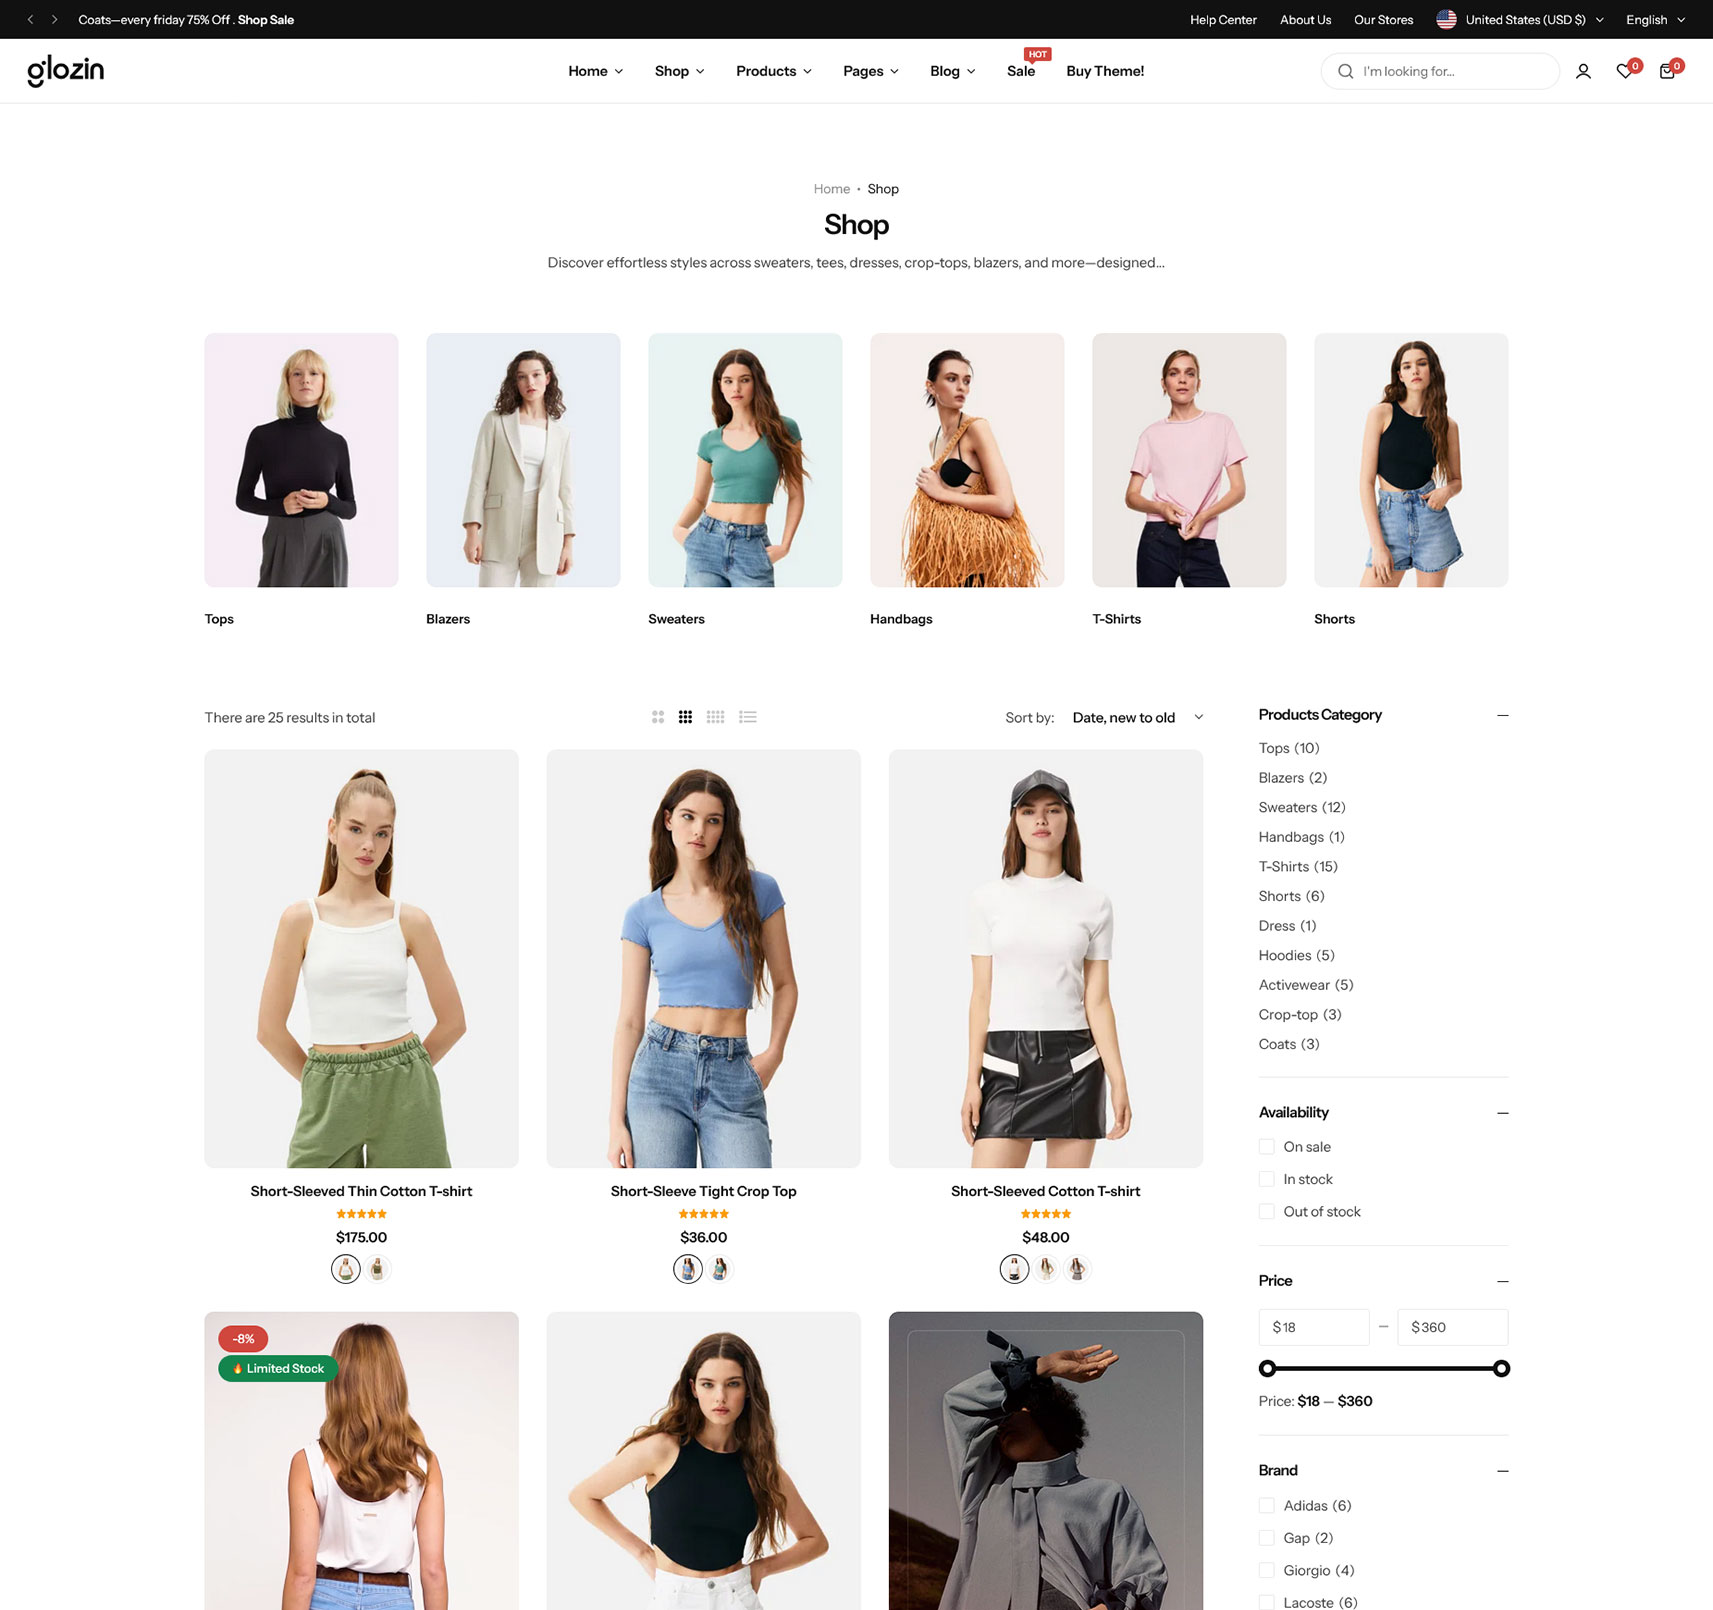 Coats—every friday 75% Off . Shop Sale
Help Center
About Us
Our Stores
United States (USD $)
English
glozin
Home
Shop
Products
Pages
Blog
Sale
HOT
Buy Theme!
I'm looking for...
0
0
Home • Shop
Shop
Discover effortless styles across sweaters, tees, dresses, crop-tops, blazers, and more—designed...
Tops
Blazers
Sweaters
Handbags
T-Shirts
Shorts
There are 25 results in total
Sort by: Date, new to old
Short-Sleeved Thin Cotton T-shirt
$175.00
Short-Sleeve Tight Crop Top
$36.00
Short-Sleeved Cotton T-shirt
$48.00
-8%
🔥 Limited Stock
Products Category
Tops (10)
Blazers (2)
Sweaters (12)
Handbags (1)
T-Shirts (15)
Shorts (6)
Dress (1)
Hoodies (5)
Activewear (5)
Crop-top (3)
Coats (3)
Availability
On sale
In stock
Out of stock
Price
$18 – $360
Price: $18 — $360
Brand
Adidas (6)
Gap (2)
Giorgio (4)
Lacoste (6)